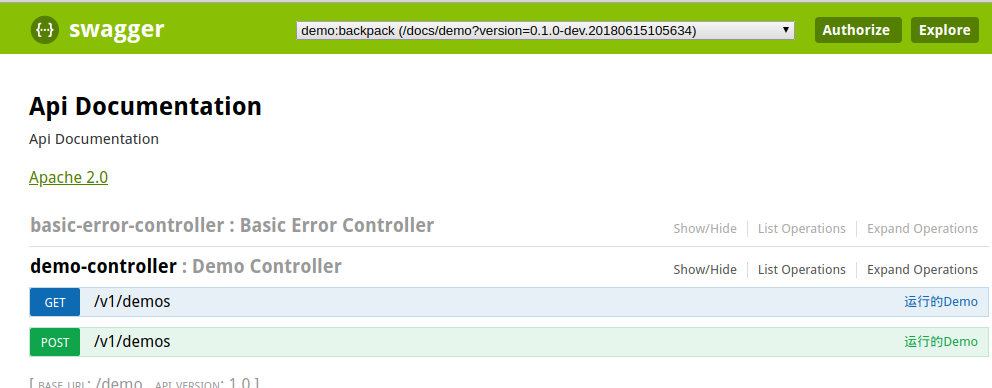 {··} swagger demo:backpack (/docs/demo?version=0.1.0-dev.20180615105634) Authorize Explore
Api Documentation
Api Documentation
Apache 2.0
basic-error-controller : Basic Error Controller Show/Hide List Operations Expand Operations
demo-controller : Demo Controller Show/Hide List Operations Expand Operations
GET /v1/demos 运行的Demo
POST /v1/demos 运行的Demo
[ BASE URL: /demo , API VERSION: 1.0 ]